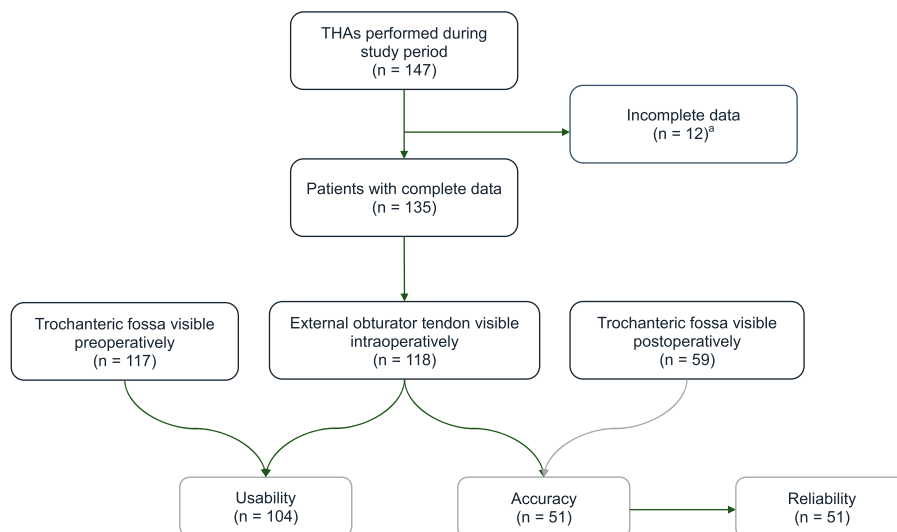 THAs performed during
study period
(n = 147)
Incomplete data
(n = 12)ᵃ
Patients with complete data
(n = 135)
Trochanteric fossa visible
preoperatively
(n = 117)
External obturator tendon visible
intraoperatively
(n = 118)
Trochanteric fossa visible
postoperatively
(n = 59)
Usability
(n = 104)
Accuracy
(n = 51)
Reliability
(n = 51)